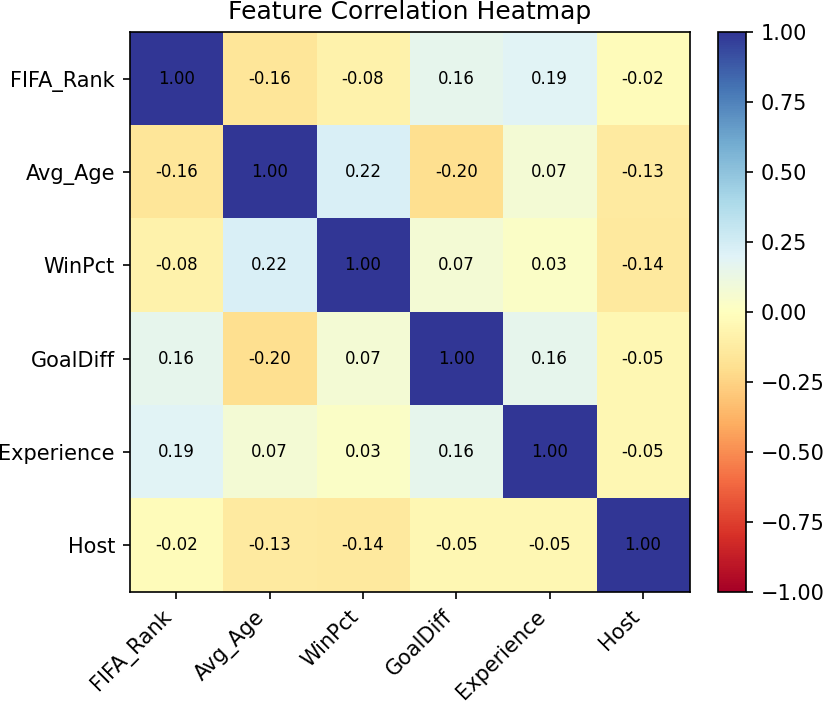 Feature Correlation Heatmap
FIFA_Rank 1.00 -0.16 -0.08 0.16 0.19 -0.02
Avg_Age -0.16 1.00 0.22 -0.20 0.07 -0.13
WinPct -0.08 0.22 1.00 0.07 0.03 -0.14
GoalDiff 0.16 -0.20 0.07 1.00 0.16 -0.05
Experience 0.19 0.07 0.03 0.16 1.00 -0.05
Host -0.02 -0.13 -0.14 -0.05 -0.05 1.00
FIFA_Rank Avg_Age WinPct GoalDiff Experience Host
1.00
0.75
0.50
0.25
0.00
−0.25
−0.50
−0.75
−1.00